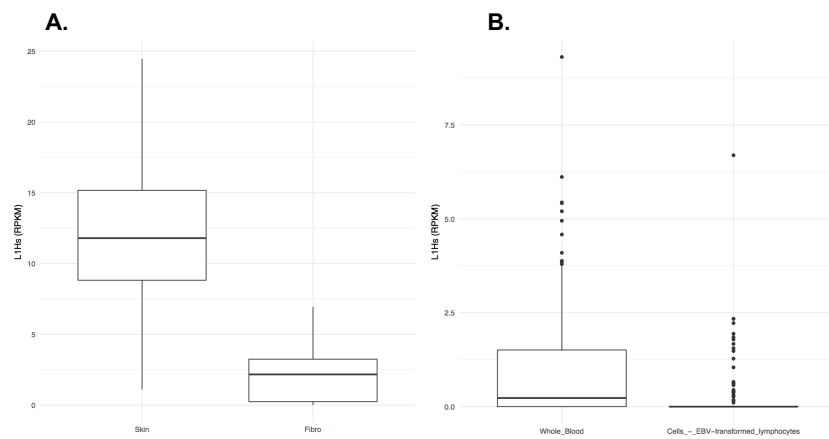 A.
B.
25
20
15
10
5
0
L1Hs (RPKM)
Skin
Fibro
7.5
5.0
2.5
0.0
L1Hs (RPKM)
Whole_Blood
Cells_-_EBV-transformed_lymphocytes